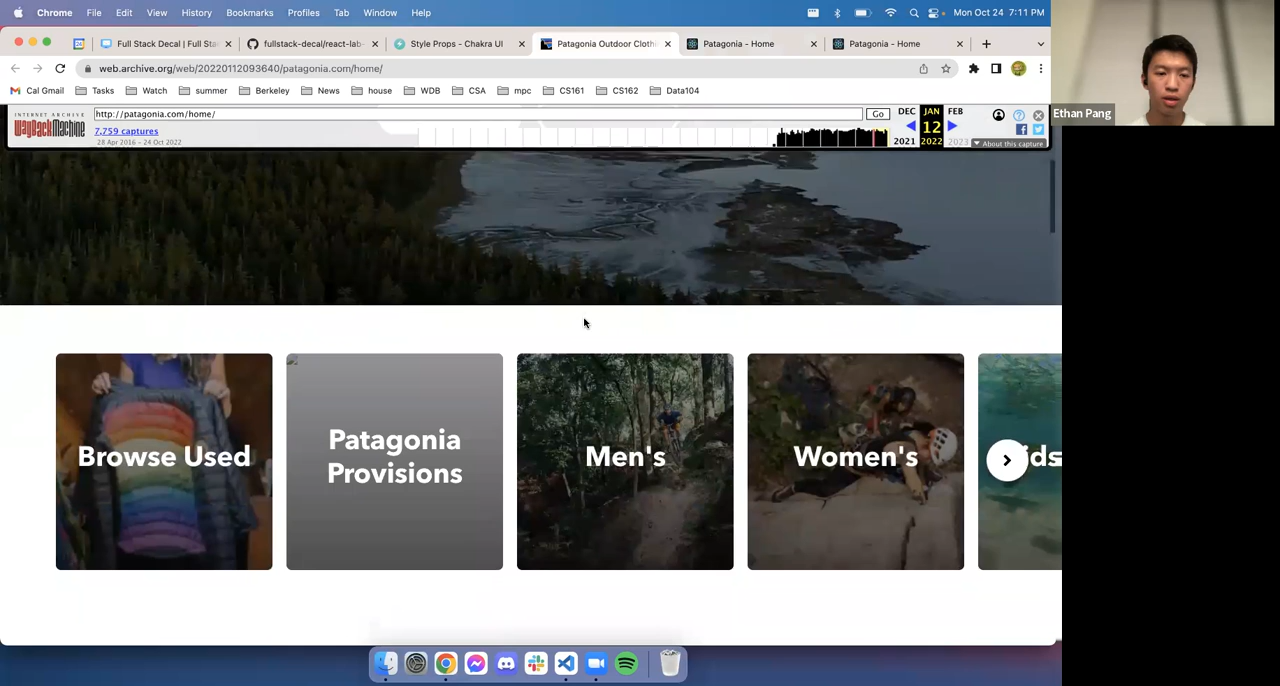 Chrome File Edit View History Bookmarks Profiles Tab Window Help Mon Oct 24 7:11 PM
Full Stack Decal | Full Sta
fullstack-decal/react-lab-
Style Props - Chakra UI
Patagonia Outdoor Clothi
Patagonia - Home
Patagonia - Home
web.archive.org/web/20220112093640/patagonia.com/home/
Cal Gmail Tasks Watch summer Berkeley News house WDB CSA mpc CS161 CS162 Data104
INTERNET ARCHIVE
WayBackMachine
http://patagonia.com/home/
Go
DEC JAN FEB
7,759 captures
12
28 Apr 2016 – 24 Oct 2022
2021 2022 2023
About this capture
Ethan Pang
Browse Used
Patagonia
Provisions
Men's
Women's
ids